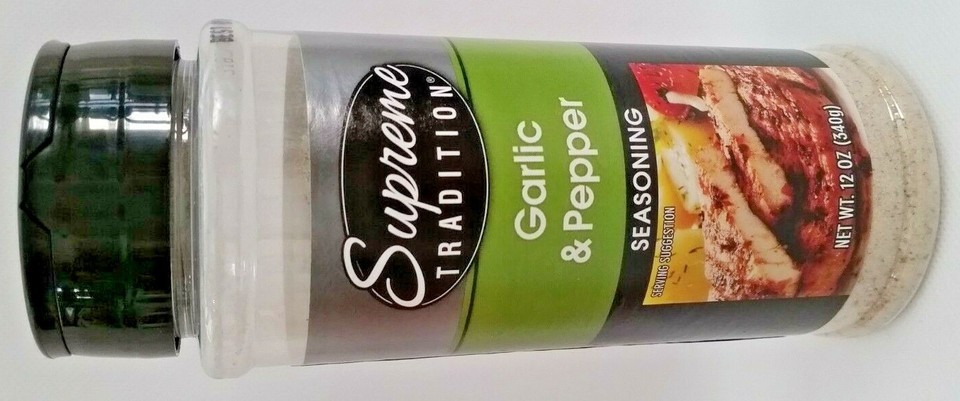 Supreme
TRADITION®
Garlic
& Pepper
SEASONING
SERVING SUGGESTION
NET WT. 12 OZ (340g)